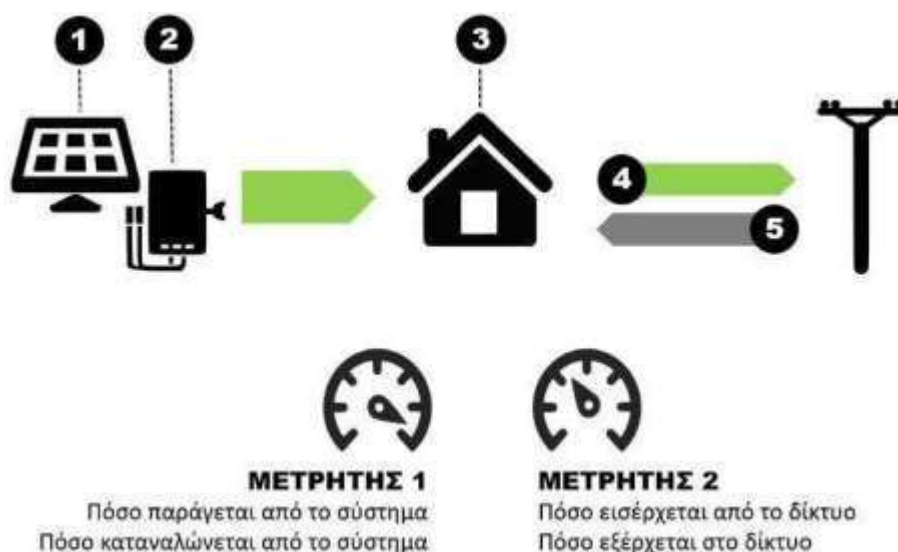 1
2
3
4
5
ΜΕΤΡΗΤΗΣ 1
Πόσο παράγεται από το σύστημα
Πόσο καταναλώνεται από το σύστημα
ΜΕΤΡΗΤΗΣ 2
Πόσο εισέρχεται από το δίκτυο
Πόσο εξέρχεται στο δίκτυο